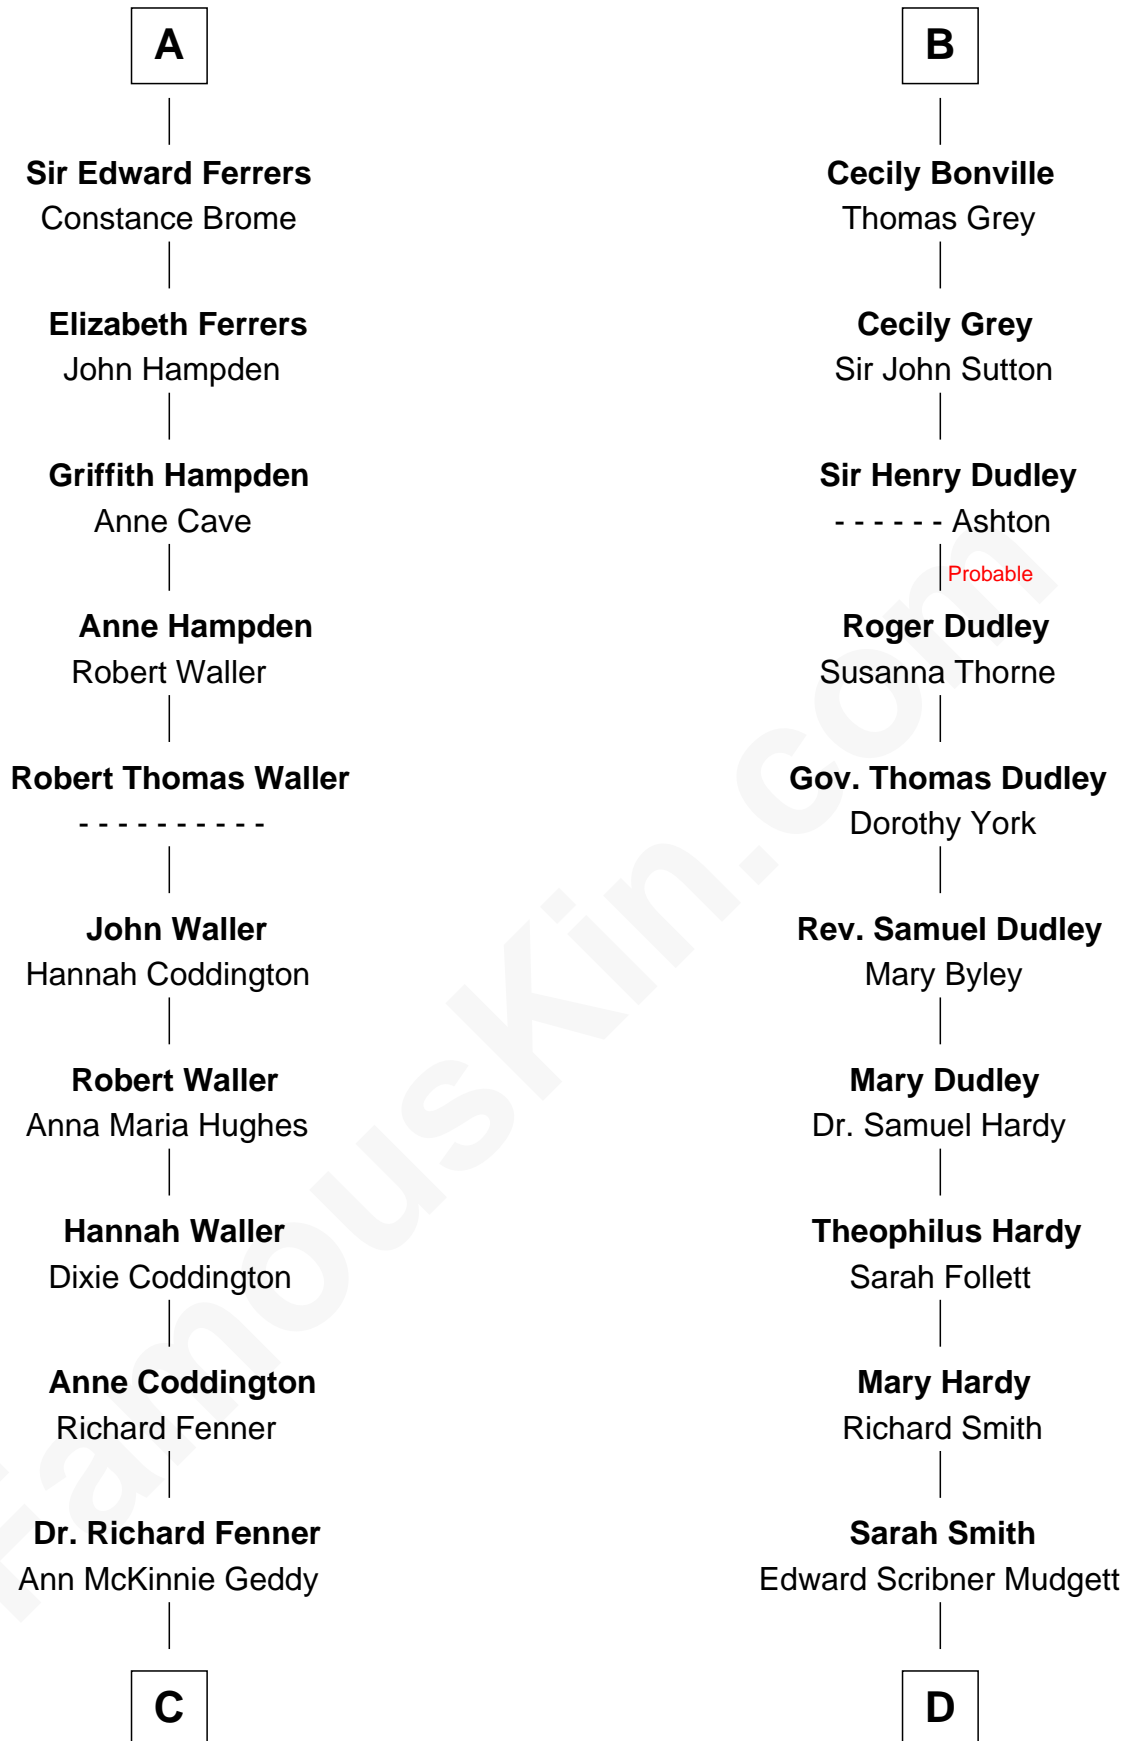 A
Sir Edward Ferrers
Constance Brome
Elizabeth Ferrers
John Hampden
Griffith Hampden
Anne Cave
Anne Hampden
Robert Waller
Robert Thomas Waller
- - - - - - - - - -
John Waller
Hannah Coddington
Robert Waller
Anna Maria Hughes
Hannah Waller
Dixie Coddington
Anne Coddington
Richard Fenner
Dr. Richard Fenner
Ann McKinnie Geddy
C
B
Cecily Bonville
Thomas Grey
Cecily Grey
Sir John Sutton
Sir Henry Dudley
- - - - - - Ashton
Probable
Roger Dudley
Susanna Thorne
Gov. Thomas Dudley
Dorothy York
Rev. Samuel Dudley
Mary Byley
Mary Dudley
Dr. Samuel Hardy
Theophilus Hardy
Sarah Follett
Mary Hardy
Richard Smith
Sarah Smith
Edward Scribner Mudgett
D
FamousKin.com